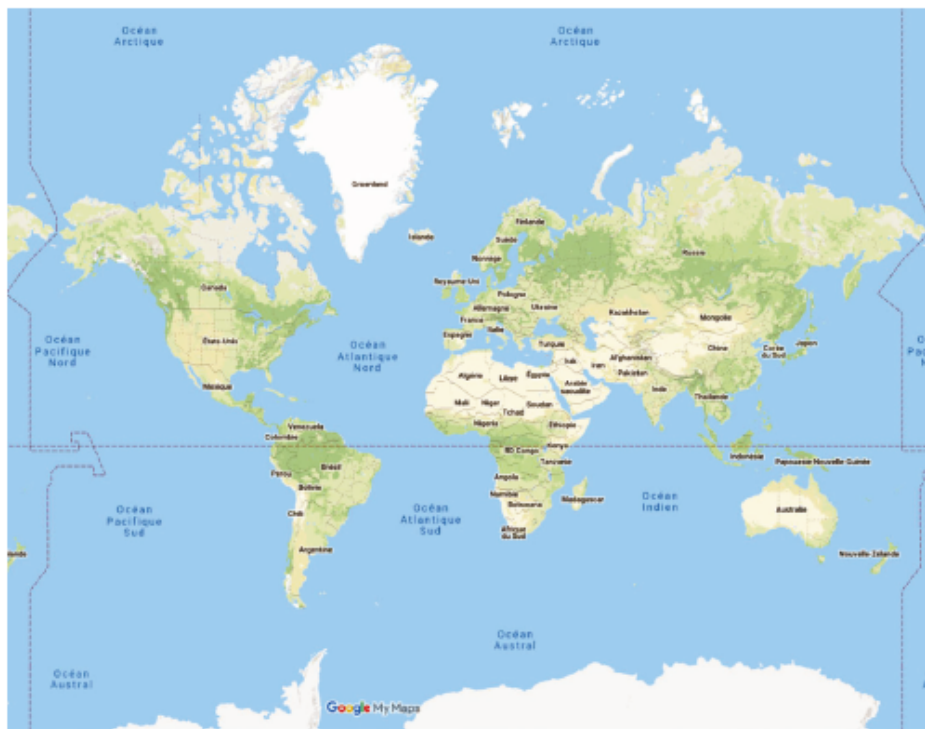 Océan
Arctique
Océan
Arctique
Groenland
Islande
Finlande
Suède
Norvège
Russie
Royaume-Uni
Canada
Pologne
Allemagne
Ukraine
France
Kazakhstan
Mongolie
Italie
Espagne
Turquie
Océan
Pacifique
Nord
États-Unis
Océan
Atlantique
Nord
Chine
Corée
du Sud
Japon
Irak
Iran
Afghanistan
Pakistan
Algérie
Libye
Égypte
Arabie
saoudite
Inde
Mexique
Mali
Niger
Tchad
Soudan
Thaïlande
Venezuela
Nigeria
Éthiopie
Colombie
RD Congo
Kenya
Indonésie
Papouasie-Nouvelle-Guinée
Pérou
Brésil
Tanzanie
Bolivie
Angola
Namibie
Botswana
Madagascar
Océan
Indien
Océan
Pacifique
Sud
Chili
Océan
Atlantique
Sud
Australie
Afrique
du Sud
Argentine
Nouvelle-Zélande
Océan
Austral
Océan
Austral
Google My Maps